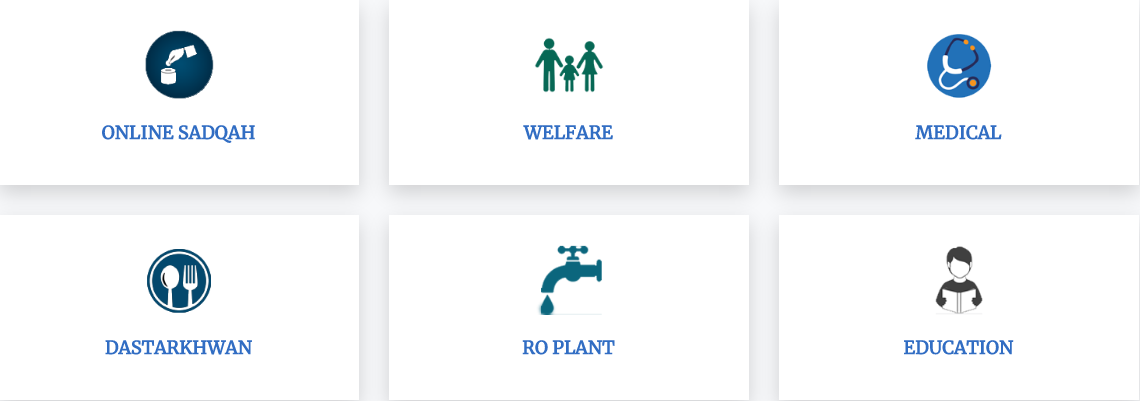 ONLINE SADQAH
WELFARE
MEDICAL
DASTARKHWAN
RO PLANT
EDUCATION